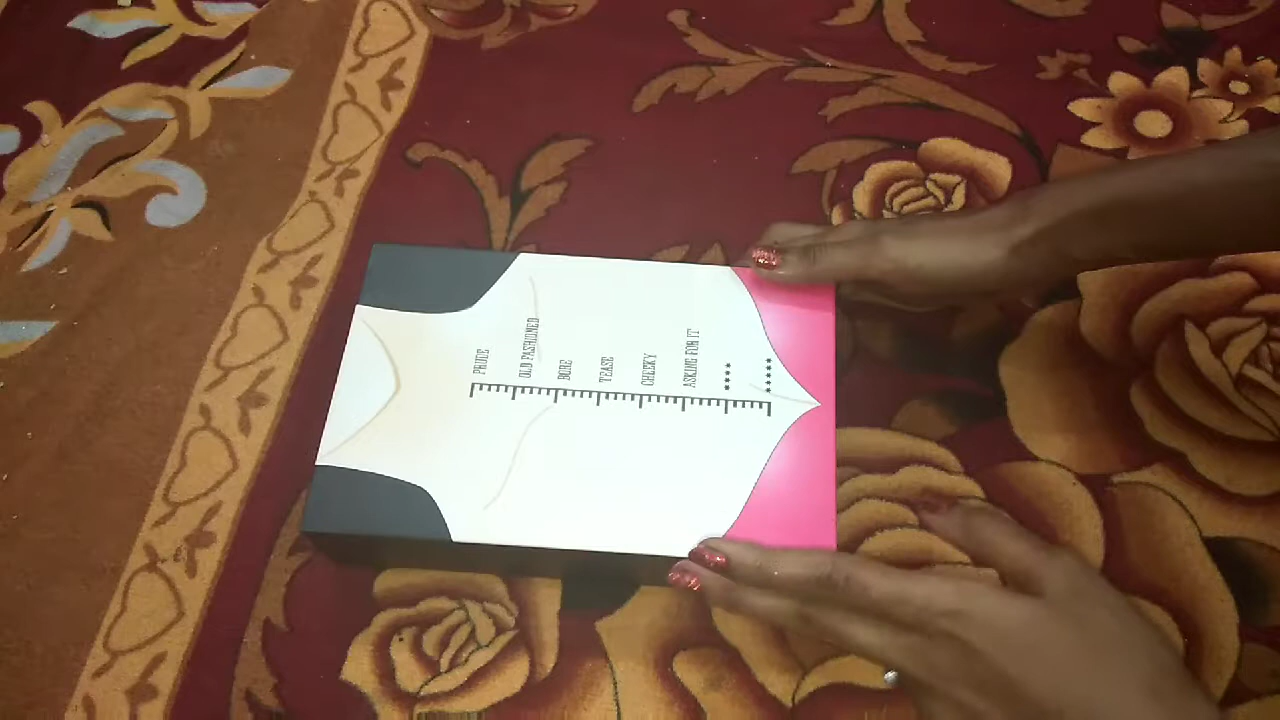 PRUDE
OLD FASHIONED
BORE
TEASE
CHEEKY
ASKING FOR IT
****
*****